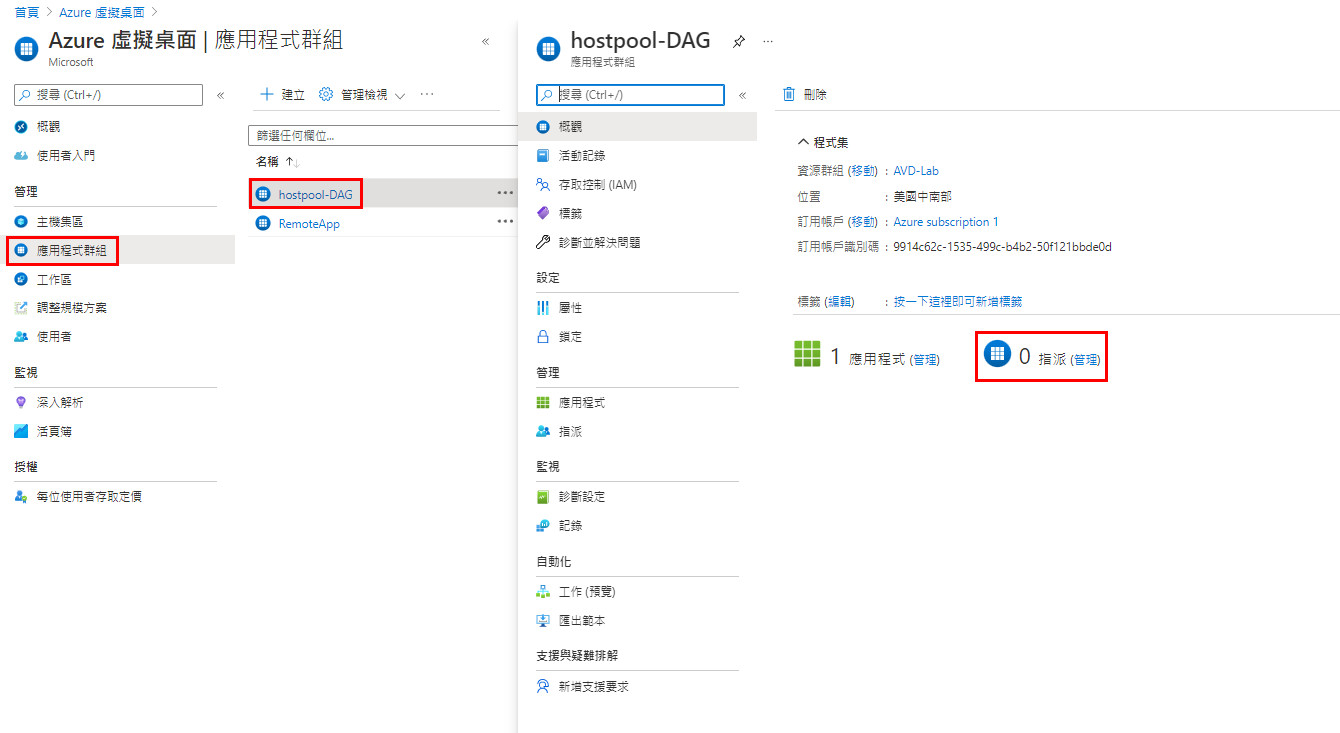 首頁 > Azure 虛擬桌面 >
Azure 虛擬桌面 | 應用程式群組
Microsoft
搜尋 (Ctrl+/)
概觀
使用者入門
管理
主機集區
應用程式群組
工作區
調整規模方案
使用者
監視
深入解析
活頁簿
授權
每位使用者存取定價
建立 管理檢視
篩選任何欄位...
名稱
hostpool-DAG
RemoteApp
hostpool-DAG
應用程式群組
搜尋 (Ctrl+/)
概觀
活動記錄
存取控制 (IAM)
標籤
診斷並解決問題
設定
屬性
鎖定
管理
應用程式
指派
監視
診斷設定
記錄
自動化
工作 (預覽)
匯出範本
支援與疑難排解
新增支援要求
刪除
程式集
資源群組 (移動) : AVD-Lab
位置 : 美國中南部
訂用帳戶 (移動) : Azure subscription 1
訂用帳戶識別碼 : 9914c62c-1535-499c-b4b2-50f121bbde0d
標籤 (編輯) : 按一下這裡即可新增標籤
1 應用程式 (管理) 0 指派 (管理)